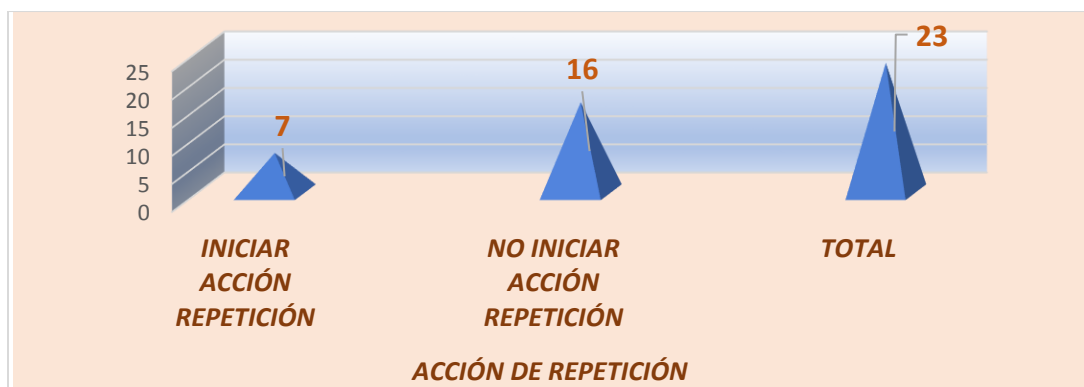 23
16
7
25
20
15
10
5
0
INICIAR
ACCIÓN
REPETICIÓN
NO INICIAR
ACCIÓN
REPETICIÓN
TOTAL
ACCIÓN DE REPETICIÓN